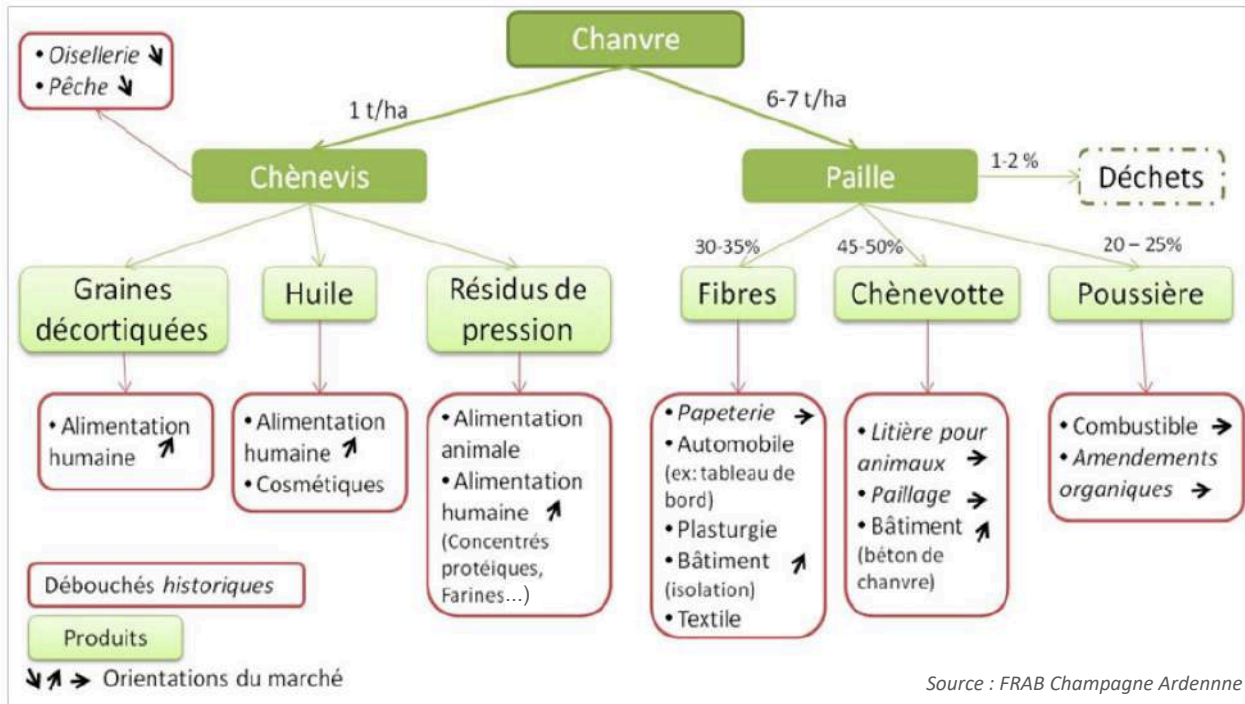 Chanvre
• Oisellerie ↘
• Pêche ↘
1 t/ha
6-7 t/ha
Chènevis
Paille
1-2 %
Déchets
30-35%
45-50%
20 – 25%
Graines
décortiquées
Huile
Résidus de
pression
Fibres
Chènevotte
Poussière
• Alimentation
humaine ↗
• Alimentation
humaine ↗
• Cosmétiques
• Alimentation
animale
• Alimentation
humaine ↗
(Concentrés
protéiques,
Farines...)
• Papeterie →
• Automobile
(ex: tableau de
bord)
• Plasturgie
• Bâtiment ↗
(isolation)
• Textile
• Litière pour
animaux →
• Paillage →
• Bâtiment ↗
(béton de
chanvre)
• Combustible →
• Amendements
organiques →
Débouchés historiques
Produits
↘↗→ Orientations du marché
Source : FRAB Champagne Ardennne